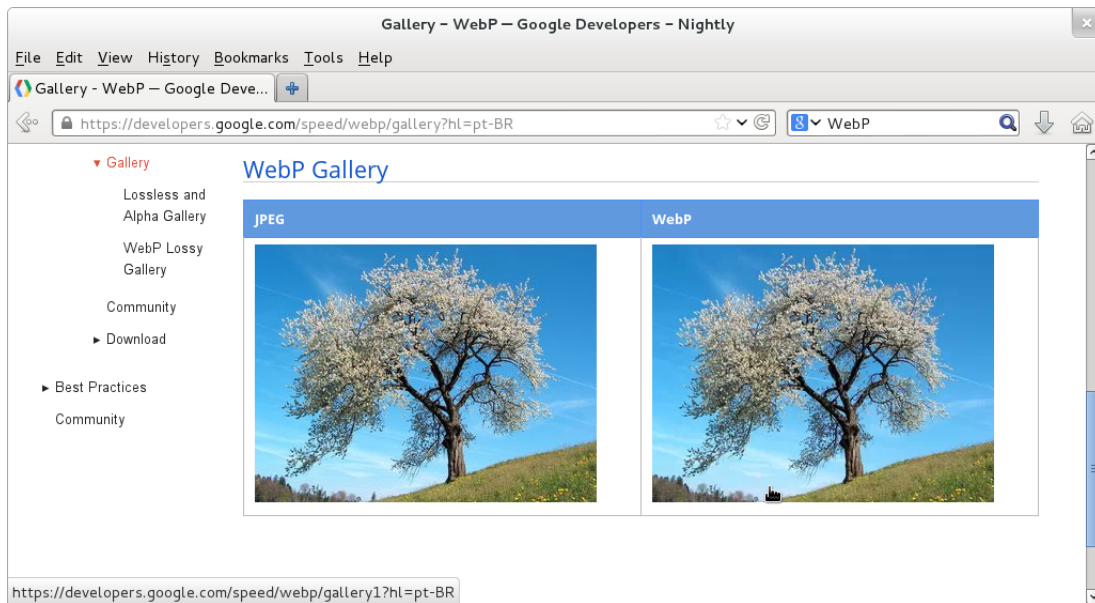 Gallery – WebP — Google Developers – Nightly
File Edit View History Bookmarks Tools Help
Gallery - WebP — Google Deve...
https://developers.google.com/speed/webp/gallery?hl=pt-BR
8 WebP
Gallery
Lossless and
Alpha Gallery
WebP Lossy
Gallery
Community
Download
Best Practices
Community
WebP Gallery
JPEG WebP
https://developers.google.com/speed/webp/gallery1?hl=pt-BR